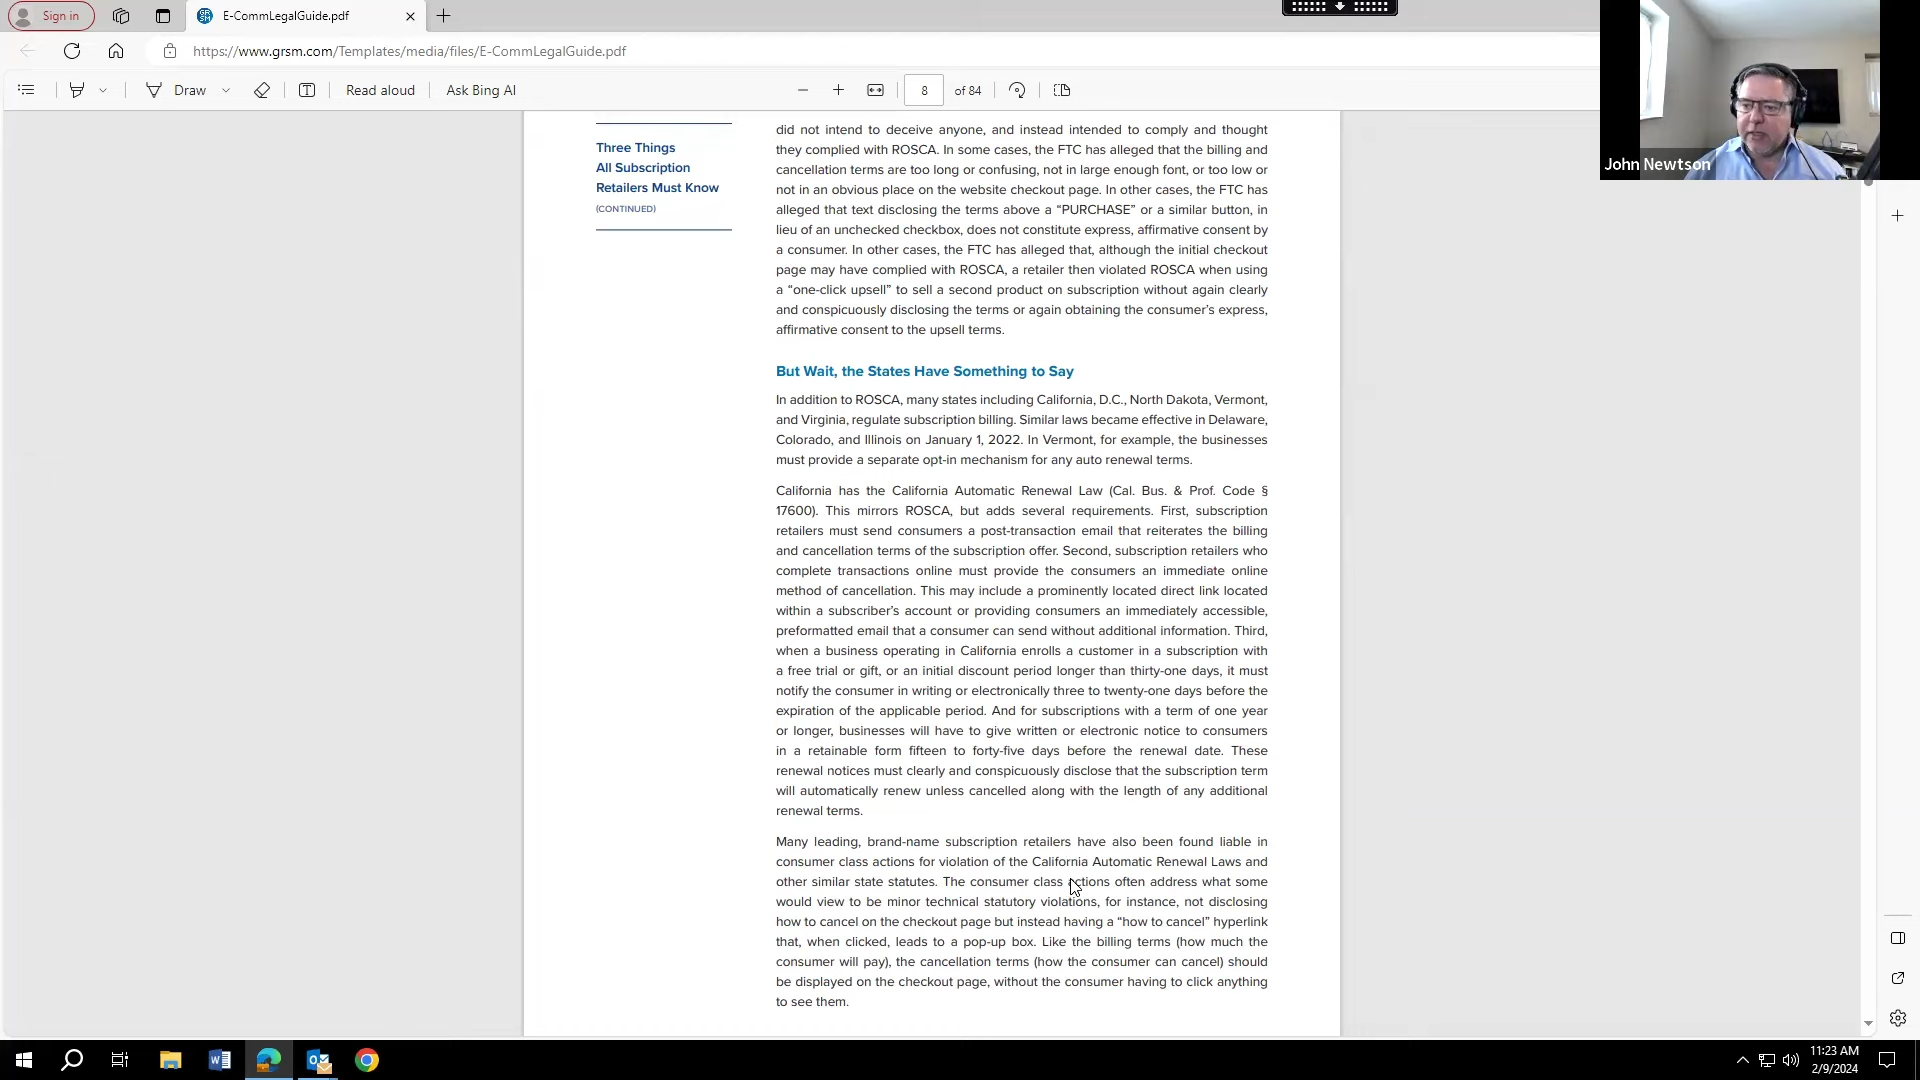 Sign in
E-CommLegalGuide.pdf
https://www.grsm.com/Templates/media/files/E-CommLegalGuide.pdf
Draw
Read aloud
Ask Bing AI
8
of 84
John Newtson
Three Things
All Subscription
Retailers Must Know
(CONTINUED)
did not intend to deceive anyone, and instead intended to comply and thought
they complied with ROSCA. In some cases, the FTC has alleged that the billing and
cancellation terms are too long or confusing, not in large enough font, or too low or
not in an obvious place on the website checkout page. In other cases, the FTC has
alleged that text disclosing the terms above a “PURCHASE” or a similar button, in
lieu of an unchecked checkbox, does not constitute express, affirmative consent by
a consumer. In other cases, the FTC has alleged that, although the initial checkout
page may have complied with ROSCA, a retailer then violated ROSCA when using
a “one-click upsell” to sell a second product on subscription without again clearly
and conspicuously disclosing the terms or again obtaining the consumer’s express,
affirmative consent to the upsell terms.
But Wait, the States Have Something to Say
In addition to ROSCA, many states including California, D.C., North Dakota, Vermont,
and Virginia, regulate subscription billing. Similar laws became effective in Delaware,
Colorado, and Illinois on January 1, 2022. In Vermont, for example, the businesses
must provide a separate opt-in mechanism for any auto renewal terms.
California has the California Automatic Renewal Law (Cal. Bus. & Prof. Code §
17600). This mirrors ROSCA, but adds several requirements. First, subscription
retailers must send consumers a post-transaction email that reiterates the billing
and cancellation terms of the subscription offer. Second, subscription retailers who
complete transactions online must provide the consumers an immediate online
method of cancellation. This may include a prominently located direct link located
within a subscriber’s account or providing consumers an immediately accessible,
preformatted email that a consumer can send without additional information. Third,
when a business operating in California enrolls a customer in a subscription with
a free trial or gift, or an initial discount period longer than thirty-one days, it must
notify the consumer in writing or electronically three to twenty-one days before the
expiration of the applicable period. And for subscriptions with a term of one year
or longer, businesses will have to give written or electronic notice to consumers
in a retainable form fifteen to forty-five days before the renewal date. These
renewal notices must clearly and conspicuously disclose that the subscription term
will automatically renew unless cancelled along with the length of any additional
renewal terms.
Many leading, brand-name subscription retailers have also been found liable in
consumer class actions for violation of the California Automatic Renewal Laws and
other similar state statutes. The consumer class actions often address what some
would view to be minor technical statutory violations, for instance, not disclosing
how to cancel on the checkout page but instead having a “how to cancel” hyperlink
that, when clicked, leads to a pop-up box. Like the billing terms (how much the
consumer will pay), the cancellation terms (how the consumer can cancel) should
be displayed on the checkout page, without the consumer having to click anything
to see them.
11:23 AM
2/9/2024